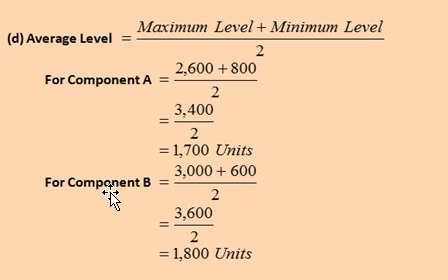 (d) Average Level = Maximum Level + Minimum Level / 2
For Component A = 2,600 + 800 / 2
= 3,400 / 2
= 1,700 Units
For Component B = 3,000 + 600 / 2
= 3,600 / 2
= 1,800 Units